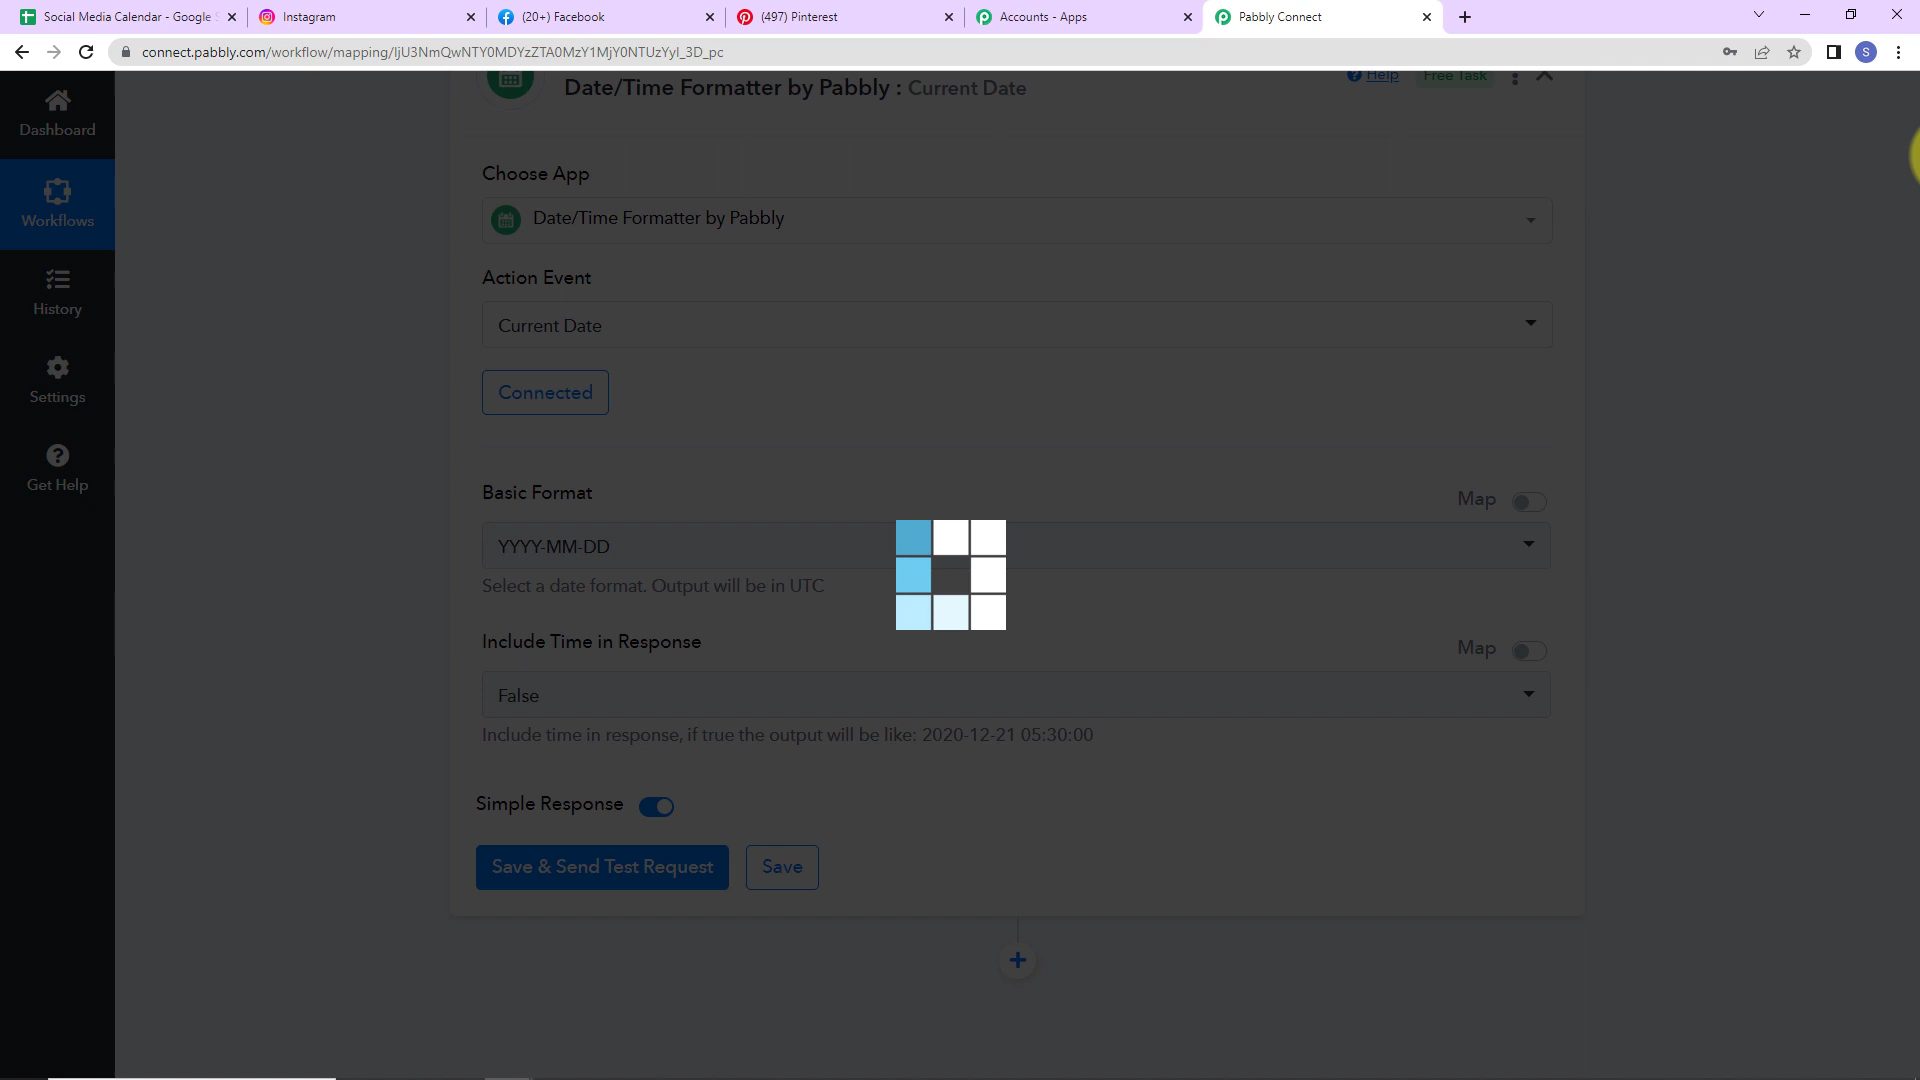 Social Media Calendar - Google S
Instagram
(20+) Facebook
(497) Pinterest
Accounts - Apps
Pabbly Connect
connect.pabbly.com/workflow/mapping/IjU3NmQwNTY0MDYzZTA0MzY1MjY0NTUzYyI_3D_pc
S
Dashboard
Workflows
History
Settings
Get Help
Date/Time Formatter by Pabbly : Current Date
Help
Free Task
Choose App
Date/Time Formatter by Pabbly
Action Event
Current Date
Connected
Basic Format
Map
YYYY-MM-DD
Select a date format. Output will be in UTC
Include Time in Response
Map
False
Include time in response, if true the output will be like: 2020-12-21 05:30:00
Simple Response
Save & Send Test Request
Save